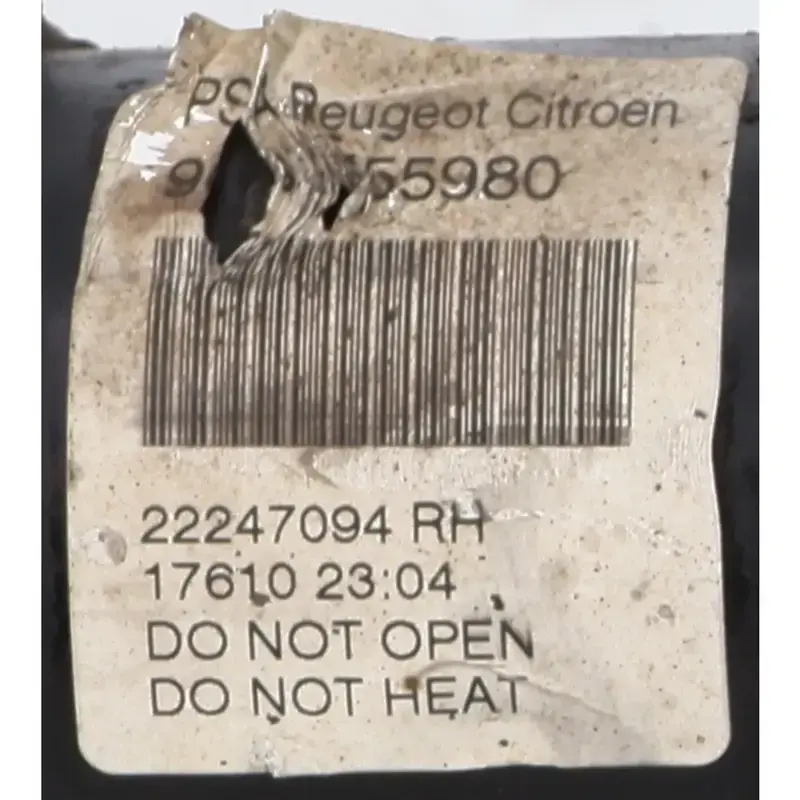 Peugeot Citroen
22247094 RH
17610 23:04
DO NOT OPEN
DO NOT HEAT